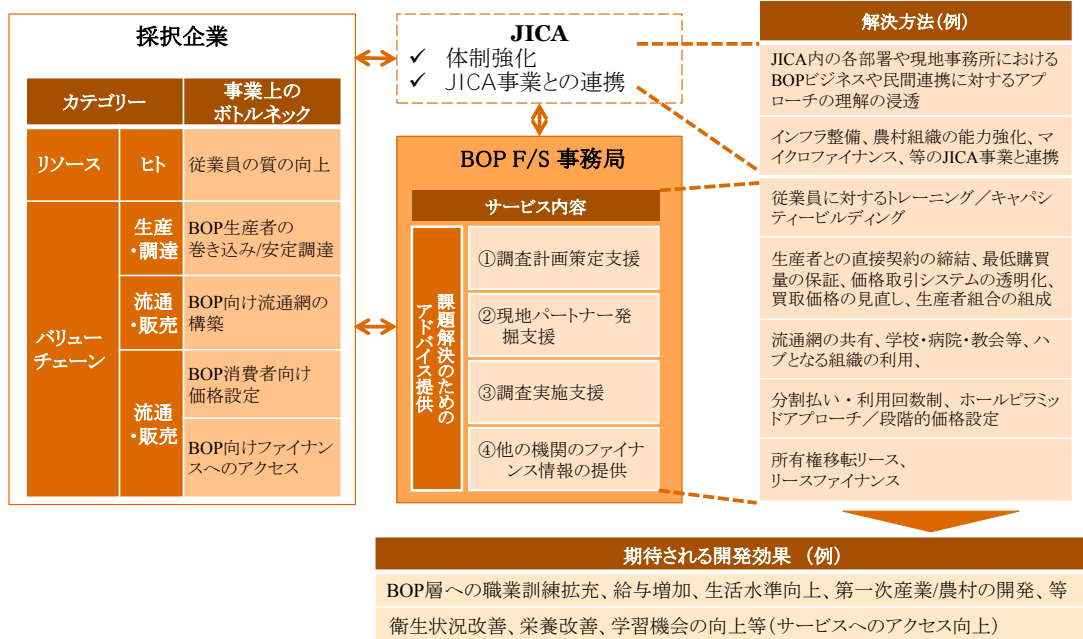 採択企業
カテゴリー
事業上の
ボトルネック
リソース
ヒト
従業員の質の向上
バリュー
チェーン
生産
・調達
BOP生産者の
巻き込み/安定調達
流通
・販売
BOP向け流通網の
構築
流通
・販売
BOP消費者向け
価格設定
BOP向けファイナン
スへのアクセス
JICA
✓ 体制強化
✓ JICA事業との連携
BOP F/S 事務局
サービス内容
課題解決のための
アドバイス提供
①調査計画策定支援
②現地パートナー発
掘支援
③調査実施支援
④他の機関のファイナ
ンス情報の提供
解決方法(例)
JICA内の各部署や現地事務所における
BOPビジネスや民間連携に対するアプ
ローチの理解の浸透
インフラ整備、農村組織の能力強化、マ
イクロファイナンス、等のJICA事業と連携
従業員に対するトレーニング／キャパシ
ティービルディング
生産者との直接契約の締結、最低購買
量の保証、価格取引システムの透明化、
買取価格の見直し、生産者組合の組成
流通網の共有、学校・病院・教会等、ハ
ブとなる組織の利用、
分割払い・利用回数制、ホールピラミッ
ドアプローチ／段階的価格設定
所有権移転リース、
リースファイナンス
期待される開発効果 （例）
BOP層への職業訓練拡充、給与増加、生活水準向上、第一次産業/農村の開発、等
衛生状況改善、栄養改善、学習機会の向上等(サービスへのアクセス向上）